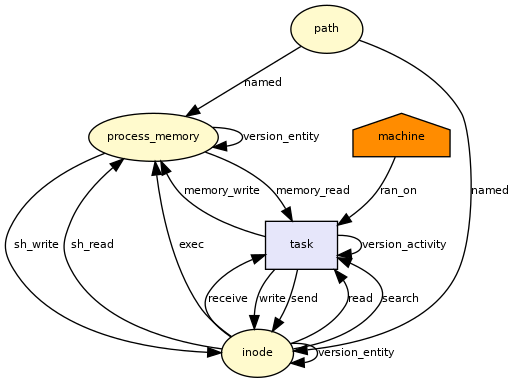 path
named
process_memory
version_entity
machine
memory_write
memory_read
ran_on
named
sh_write
sh_read
exec
task
version_activity
receive
write
send
read
search
inode
version_entity